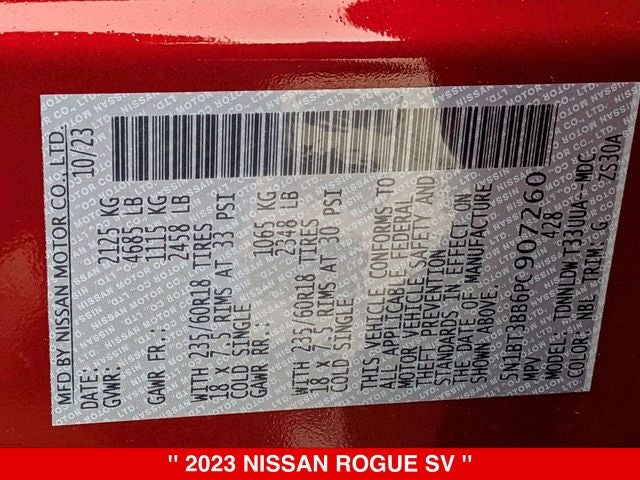 MFD BY NISSAN MOTOR CO., LTD.
DATE: 10/23
GVWR: 2125 KG
4685 LB
GAWR FR.: 1115 KG
2458 LB
WITH 235/60R18 TIRES
18 X 7.5 RIMS AT 33 PSI
COLD SINGLE
GAWR RR.: 1065 KG
2348 LB
WITH 235/60R18 TIRES
18 X 7.5 RIMS AT 30 PSI
COLD SINGLE
THIS VEHICLE CONFORMS TO
ALL APPLICABLE FEDERAL
MOTOR VEHICLE SAFETY AND
THEFT PREVENTION
STANDARDS IN EFFECT ON
THE DATE OF MANUFACTURE
SHOWN ABOVE.
5N1BT3BB6PC907260
MPV 428
MODEL: TDNNLDW T33UUA--MDC
COLOR: NBL TRIM: G ZS30A
" 2023 NISSAN ROGUE SV "